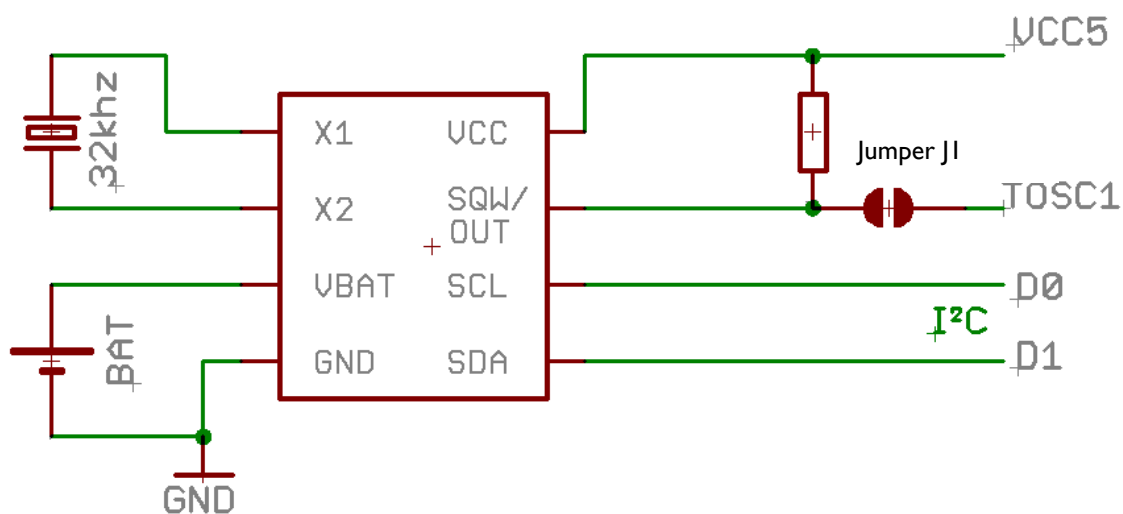 VCC5
32khz
X1
VCC
Jumper J1
X2
SQW/
OUT
TOSC1
VBAT
SCL
D0
I²C
BAT
GND
SDA
D1
GND